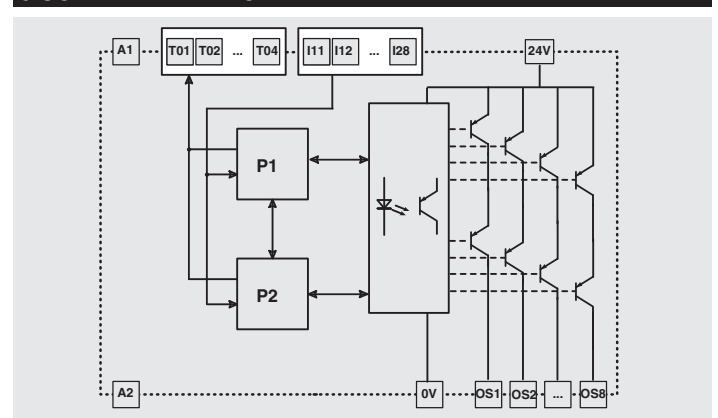 A1 T01 T02 ... T04 I11 I12 ... I28 24V
P1
P2
A2 0V OS1 OS2 ... OS8